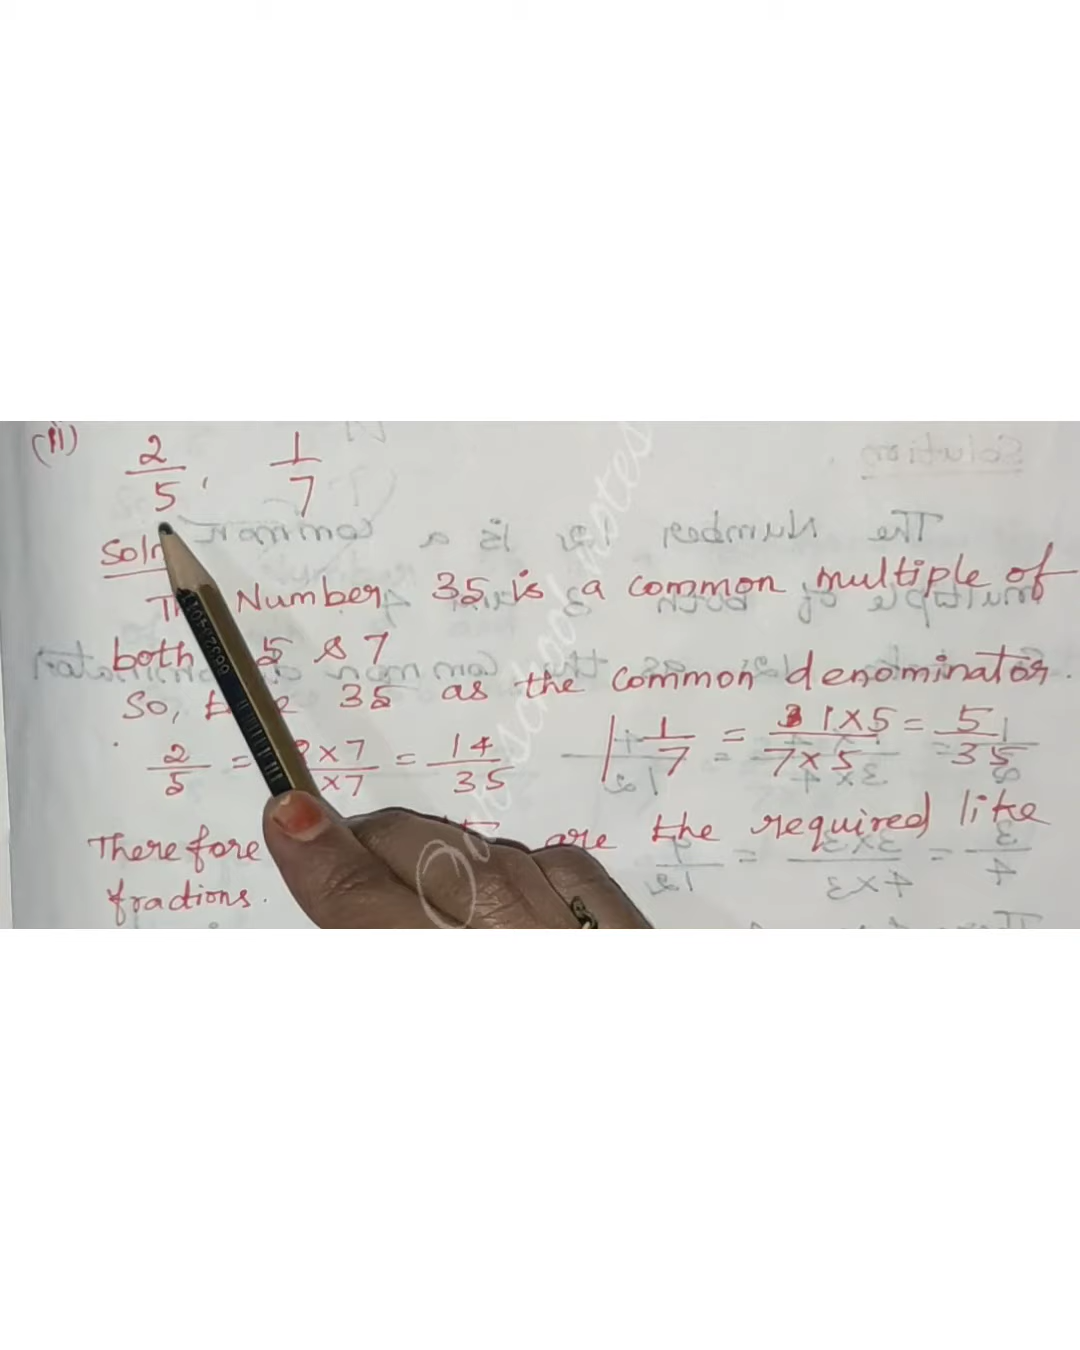 (ii) 2/5, 1/7
Soln
Number 35 is a common multiple of
both 5 & 7
So, 35 as the common denominator.
2/5 = 2×7/×7 = 14/35 | 1/7 = 1×5/7×5 = 5/35
Therefore are the required like
fractions.